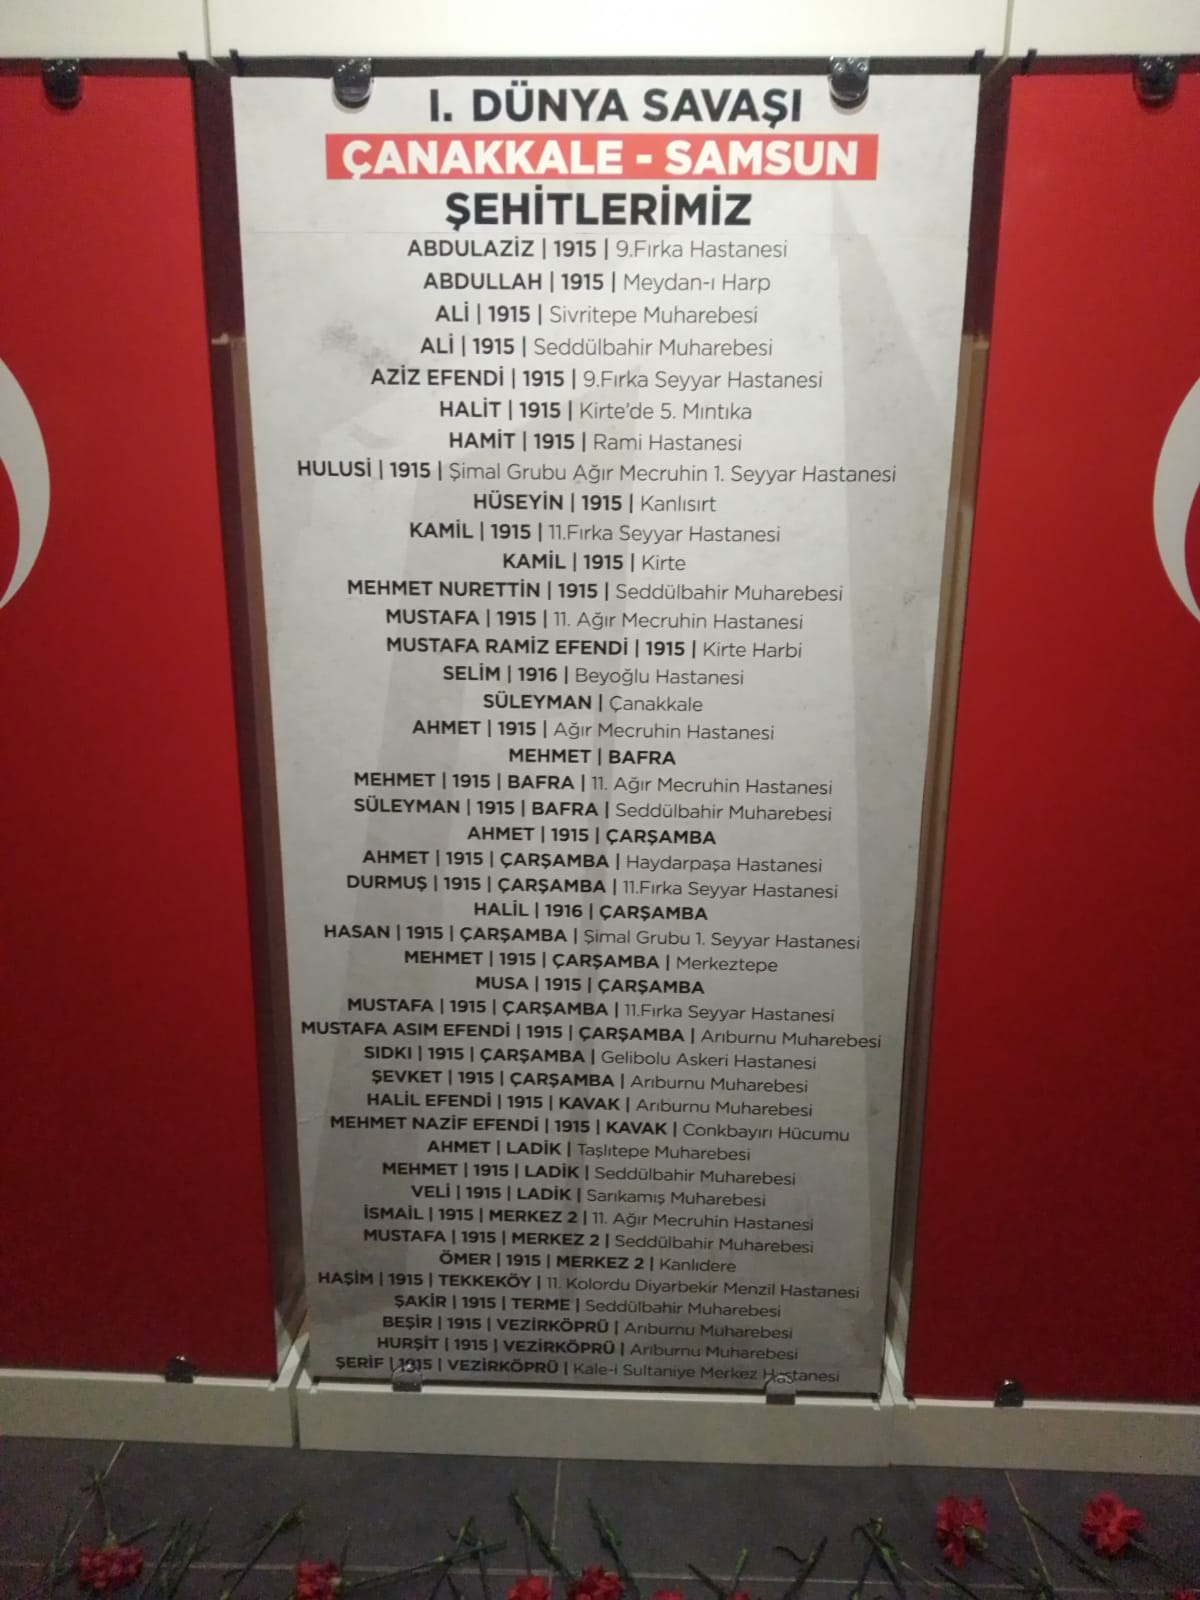 I. DÜNYA SAVAŞI
ÇANAKKALE - SAMSUN
ŞEHİTLERİMİZ
ABDULAZİZ | 1915 | 9.Fırka Hastanesi
ABDULLAH | 1915 | Meydan-ı Harp
ALİ | 1915 | Sivritepe Muharebesi
ALİ | 1915 | Seddülbahir Muharebesi
AZİZ EFENDİ | 1915 | 9.Fırka Seyyar Hastanesi
HALİT | 1915 | Kirte'de 5. Mıntıka
HAMİT | 1915 | Rami Hastanesi
HULUSİ | 1915 | Şimal Grubu Ağır Mecruhin 1. Seyyar Hastanesi
HÜSEYİN | 1915 | Kanlısırt
KAMİL | 1915 | 11.Fırka Seyyar Hastanesi
KAMİL | 1915 | Kirte
MEHMET NURETTİN | 1915 | Seddülbahir Muharebesi
MUSTAFA | 1915 | 11. Ağır Mecruhin Hastanesi
MUSTAFA RAMİZ EFENDİ | 1915 | Kirte Harbi
SELİM | 1916 | Beyoğlu Hastanesi
SÜLEYMAN | Çanakkale
AHMET | 1915 | Ağır Mecruhin Hastanesi
MEHMET | BAFRA
MEHMET | 1915 | BAFRA | 11. Ağır Mecruhin Hastanesi
SÜLEYMAN | 1915 | BAFRA | Seddülbahir Muharebesi
AHMET | 1915 | ÇARŞAMBA
AHMET | 1915 | ÇARŞAMBA | Haydarpaşa Hastanesi
DURMUŞ | 1915 | ÇARŞAMBA | 11.Fırka Seyyar Hastanesi
HALİL | 1916 | ÇARŞAMBA
HASAN | 1915 | ÇARŞAMBA | Şimal Grubu 1. Seyyar Hastanesi
MEHMET | 1915 | ÇARŞAMBA | Merkeztepe
MUSA | 1915 | ÇARŞAMBA
MUSTAFA | 1915 | ÇARŞAMBA | 11.Fırka Seyyar Hastanesi
MUSTAFA ASIM EFENDİ | 1915 | ÇARŞAMBA | Arıburnu Muharebesi
SIDKI | 1915 | ÇARŞAMBA | Gelibolu Askeri Hastanesi
ŞEVKET | 1915 | ÇARŞAMBA | Arıburnu Muharebesi
HALİL EFENDİ | 1915 | KAVAK | Arıburnu Muharebesi
MEHMET NAZİF EFENDİ | 1915 | KAVAK | Conkbayırı Hücumu
AHMET | LADİK | Taşlıtepe Muharebesi
MEHMET | 1915 | LADİK | Seddülbahir Muharebesi
VELİ | 1915 | LADİK | Sarıkamış Muharebesi
İSMAİL | 1915 | MERKEZ 2 | 11. Ağır Mecruhin Hastanesi
MUSTAFA | 1915 | MERKEZ 2 | Seddülbahir Muharebesi
ÖMER | 1915 | MERKEZ 2 | Kanlıdere
HAŞİM | 1915 | TEKKEKÖY | 11. Kolordu Diyarbekir Menzil Hastanesi
ŞAKİR | 1915 | TERME | Seddülbahir Muharebesi
BEŞİR | 1915 | VEZİRKÖPRÜ | Arıburnu Muharebesi
HURŞİT | 1915 | VEZİRKÖPRÜ | Arıburnu Muharebesi
ŞERİF | 1915 | VEZİRKÖPRÜ | Kale-i Sultaniye Merkez Hastanesi